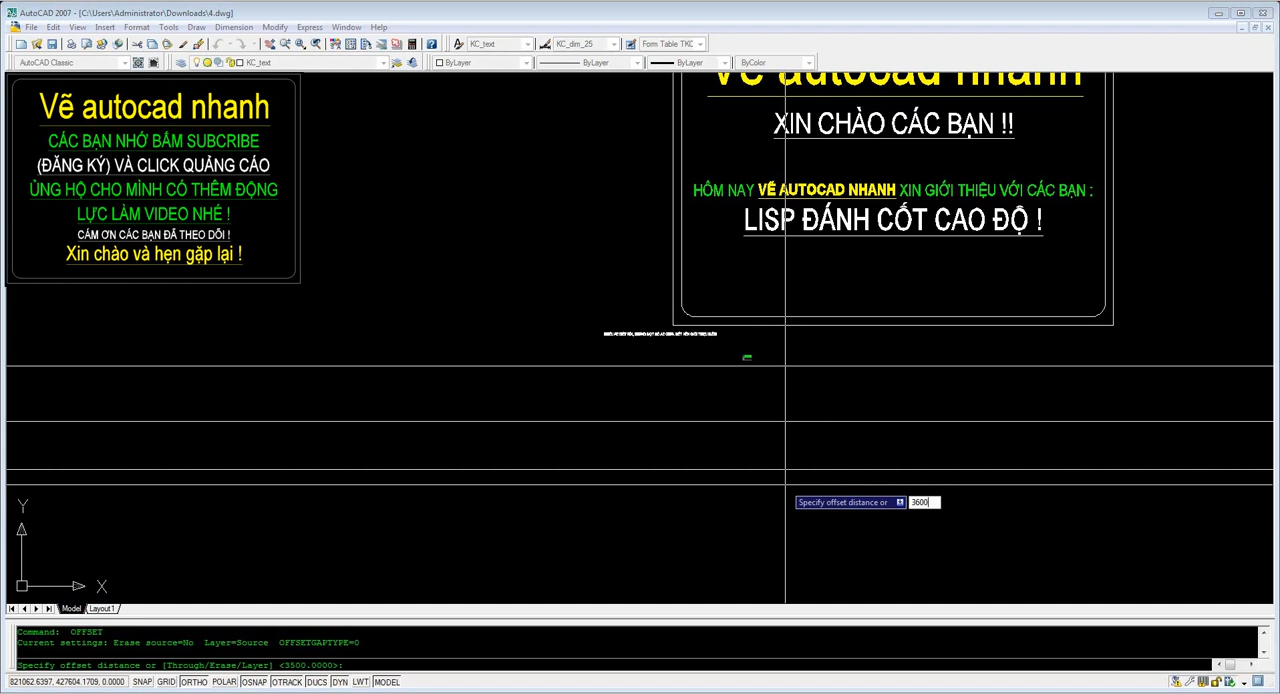 AutoCAD 2007 - [C:\Users\Administrator\Downloads\4.dwg]
File Edit View Insert Format Tools Draw Dimension Modify Express Window Help
KC_text KC_dim_25 Form Table TKC
AutoCAD Classic KC_text ByLayer ByLayer ByLayer ByColor
Vẽ autocad nhanh
CÁC BẠN NHỚ BẤM SUBCRIBE
(ĐĂNG KÝ) VÀ CLICK QUẢNG CÁO
ỦNG HỘ CHO MÌNH CÓ THÊM ĐỘNG
LỰC LÀM VIDEO NHÉ !
CÁM ƠN CÁC BẠN ĐÃ THEO DÕI !
Xin chào và hẹn gặp lại !
Vẽ autocad nhanh
XIN CHÀO CÁC BẠN !!
HÔM NAY VẼ AUTOCAD NHANH XIN GIỚI THIỆU VỚI CÁC BẠN :
LISP ĐÁNH CỐT CAO ĐỘ !
Specify offset distance or 3600
Y
X
Model Layout1
Command: OFFSET
Current settings: Erase source=No Layer=Source OFFSETGAPTYPE=0
Specify offset distance or [Through/Erase/Layer] <3500.0000>:
821062.6397, 427604.1709, 0.0000 SNAP GRID ORTHO POLAR OSNAP OTRACK DUCS DYN LWT MODEL